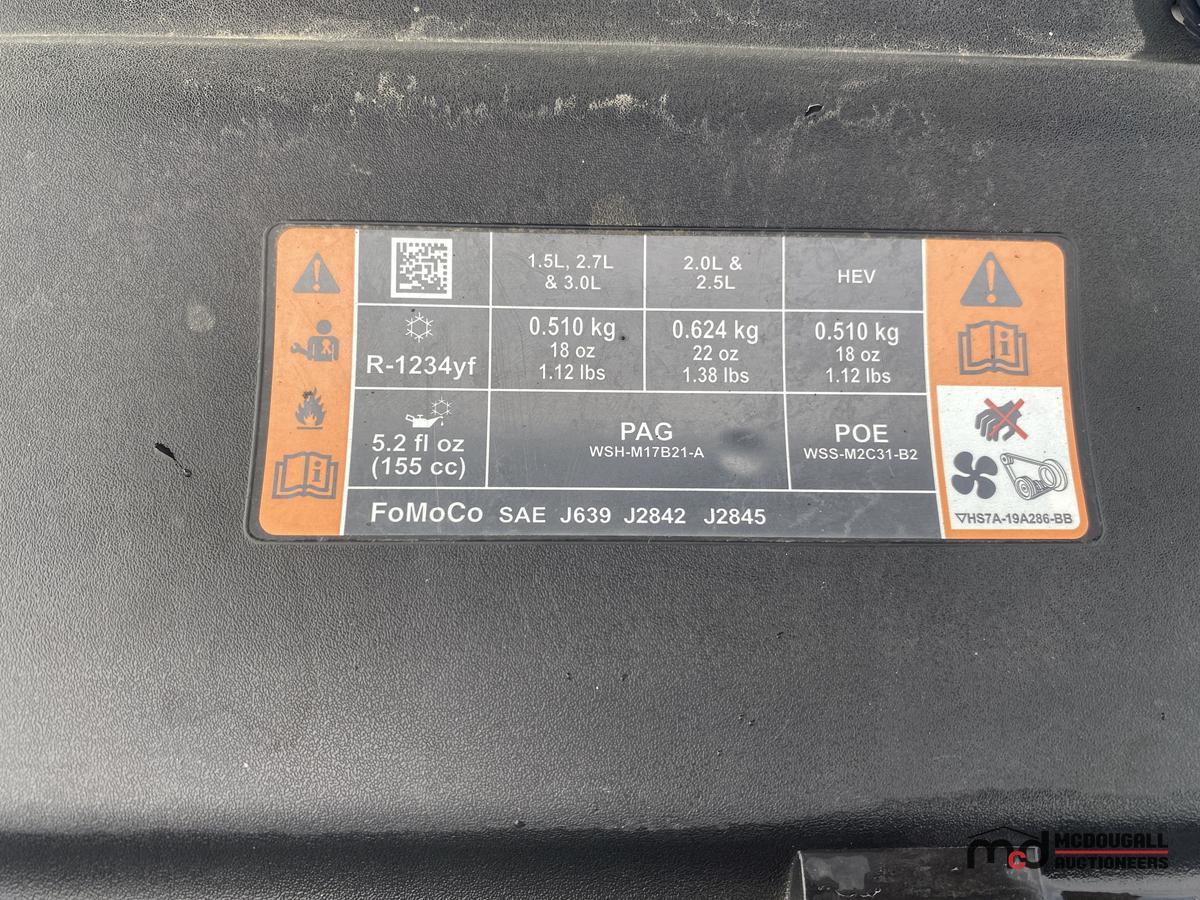 1.5L, 2.7L
& 3.0L
2.0L &
2.5L
HEV
R-1234yf
0.510 kg
18 oz
1.12 lbs
0.624 kg
22 oz
1.38 lbs
0.510 kg
18 oz
1.12 lbs
5.2 fl oz
(155 cc)
PAG
WSH-M17B21-A
POE
WSS-M2C31-B2
FoMoCo SAE J639 J2842 J2845
HS7A-19A286-BB
mcd MCDOUGALL
AUCTIONEERS